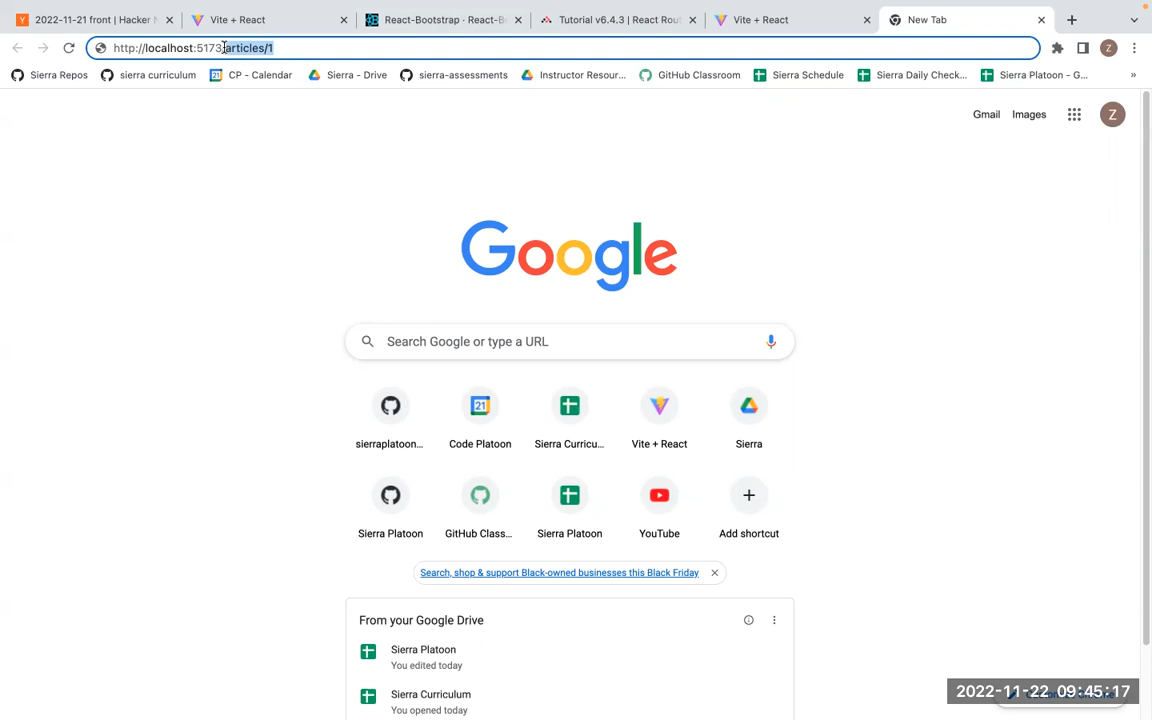 2022-11-21 front | Hacker N
Vite + React
React-Bootstrap · React-Bo
Tutorial v6.4.3 | React Rout
Vite + React
New Tab
http://localhost:5173/articles/1
Sierra Repos
sierra curriculum
CP - Calendar
Sierra - Drive
sierra-assessments
Instructor Resour...
GitHub Classroom
Sierra Schedule
Sierra Daily Check...
Sierra Platoon - G...
»
Gmail
Images
Z
Google
Search Google or type a URL
sierraplatoon...
Code Platoon
Sierra Curricu...
Vite + React
Sierra
Sierra Platoon
GitHub Class...
Sierra Platoon
YouTube
Add shortcut
Search, shop & support Black-owned businesses this Black Friday
From your Google Drive
Sierra Platoon
You edited today
Sierra Curriculum
You opened today
2022-11-22 09:45:17